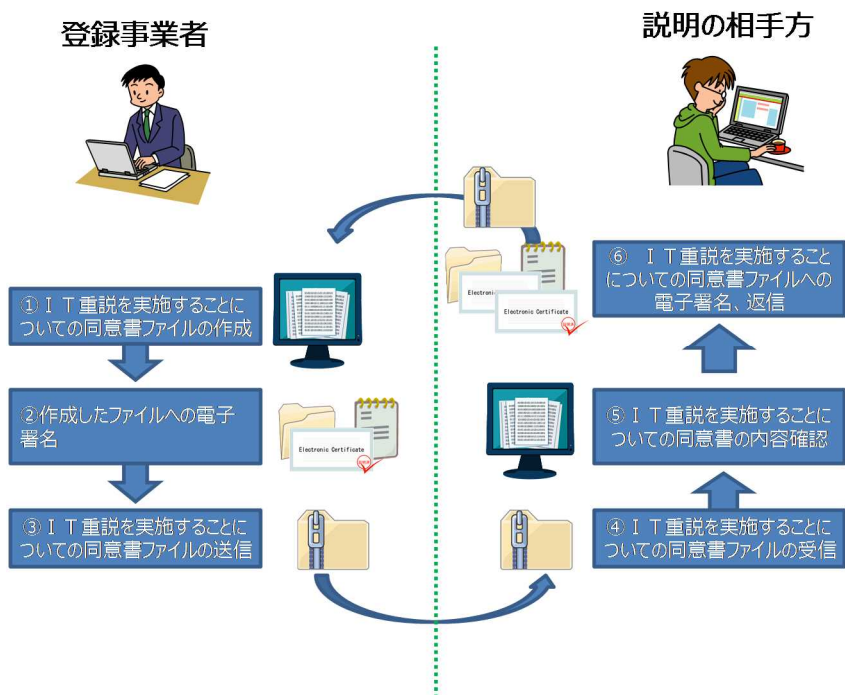 登録事業者
説明の相手方
①ＩＴ重説を実施することに
ついての同意書ファイルの作成
②作成したファイルへの電子
署名
Electronic Certificate
③ＩＴ重説を実施することに
ついての同意書ファイルの送信
④ＩＴ重説を実施することに
ついての同意書ファイルの受信
⑤ＩＴ重説を実施することに
ついての同意書の内容確認
⑥　ＩＴ重説を実施すること
についての同意書ファイルへの
電子署名、返信
Electronic
Electronic Certificate